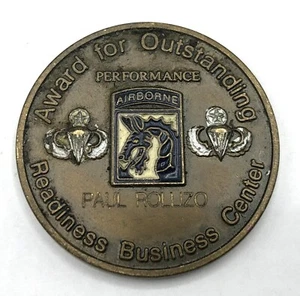 Award for Outstanding
PERFORMANCE
AIRBORNE
PAUL ROLLIZO
Readiness Business Center